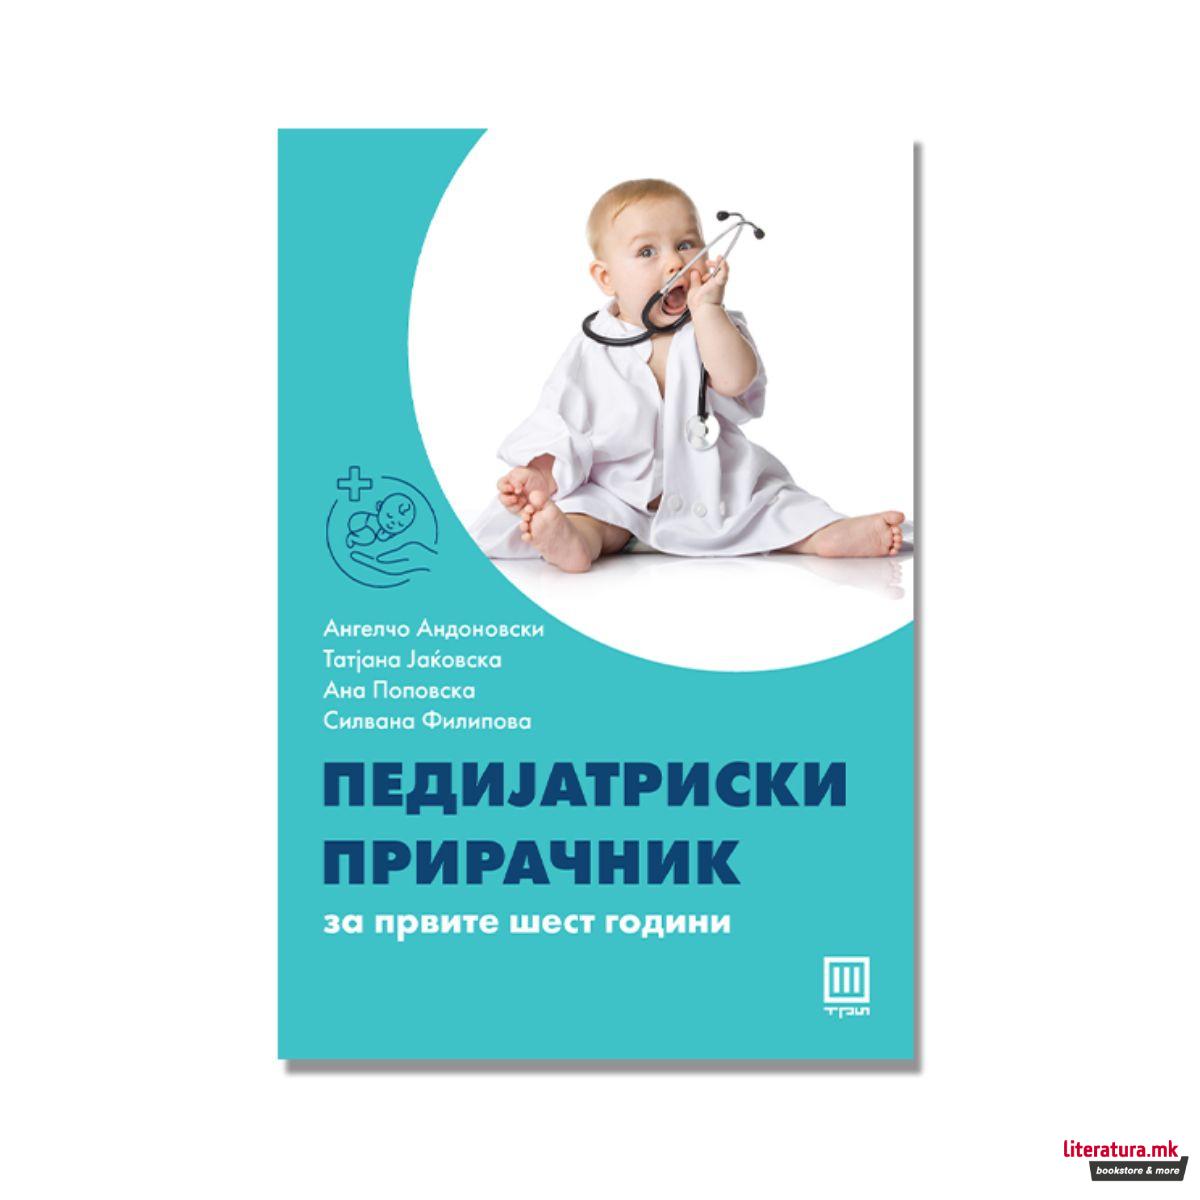 Ангелчо Андоновски
Татјана Јаќовска
Ана Поповска
Силвана Филипова
ПЕДИЈАТРИСКИ
ПРИРАЧНИК
за првите шест години
три
literatura.mk
bookstore & more